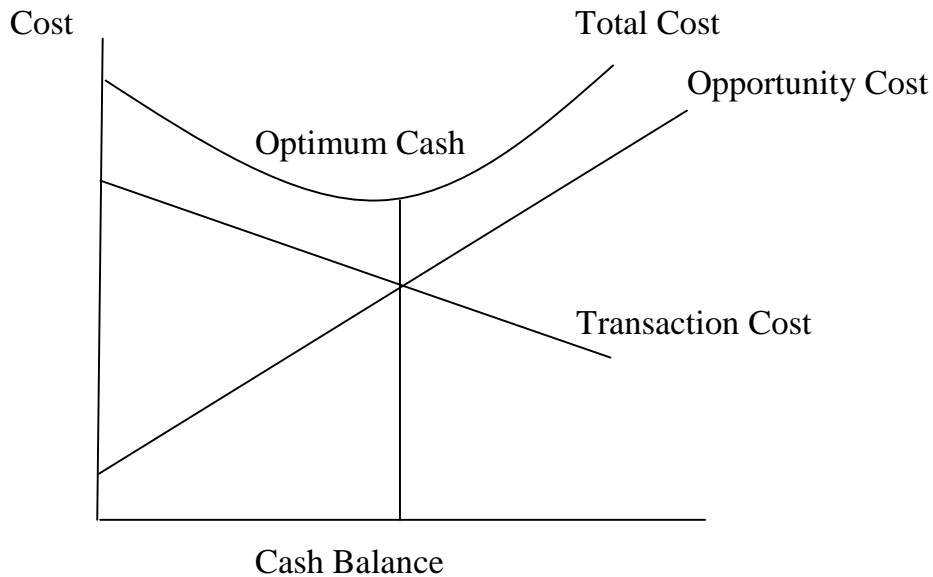 Cost
Total Cost
Opportunity Cost
Optimum Cash
Transaction Cost
Cash Balance